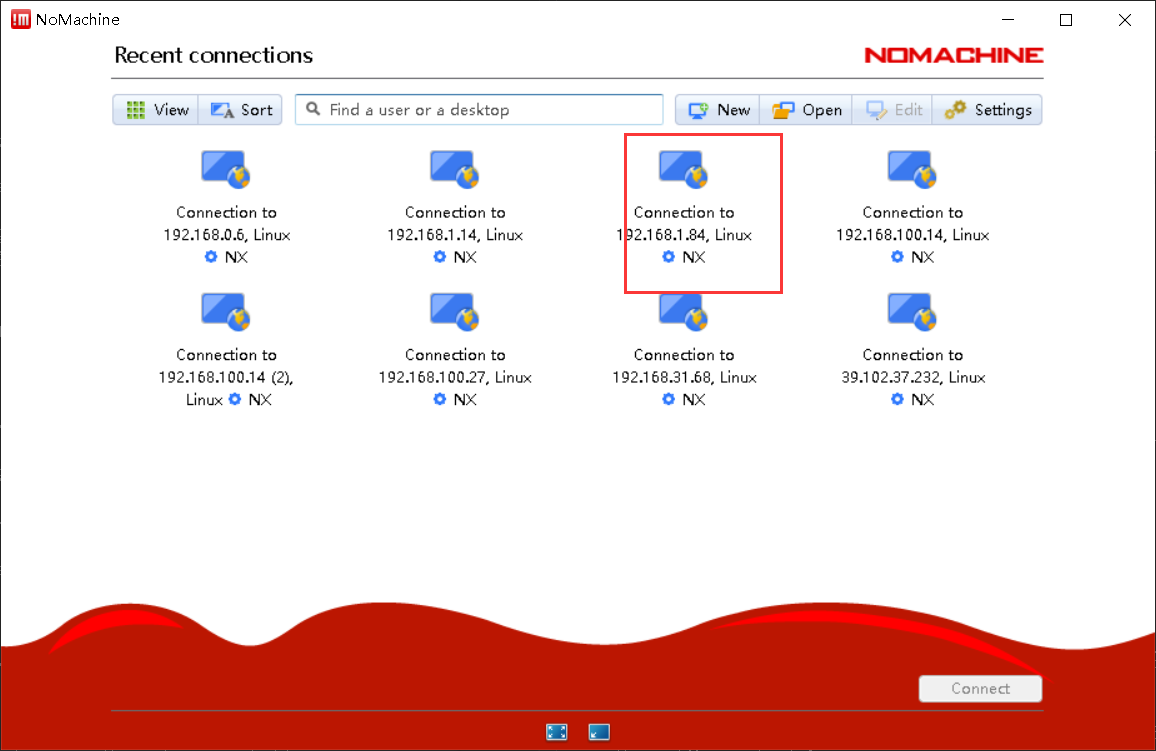 NoMachine
Recent connections
NOMACHINE
View
Sort
Find a user or a desktop
New
Open
Edit
Settings
Connection to
192.168.0.6, Linux
NX
Connection to
192.168.1.14, Linux
NX
Connection to
192.168.1.84, Linux
NX
Connection to
192.168.100.14, Linux
NX
Connection to
192.168.100.14 (2),
Linux NX
Connection to
192.168.100.27, Linux
NX
Connection to
192.168.31.68, Linux
NX
Connection to
39.102.37.232, Linux
NX
Connect